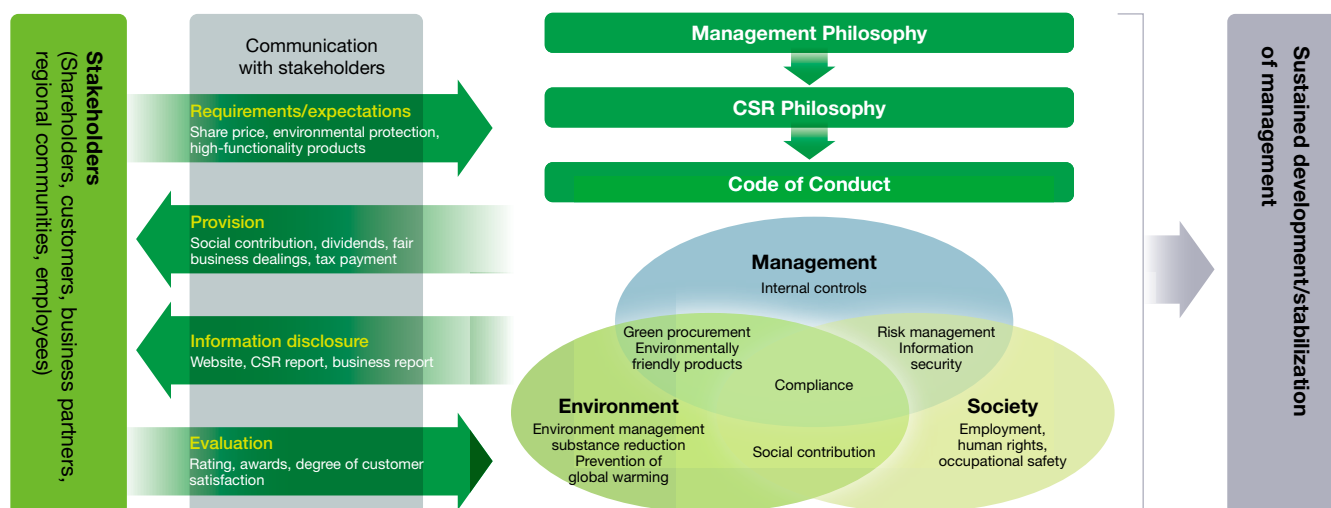 Stakeholders
(Shareholders, customers, business partners,
regional communities, employees)
Communication
with stakeholders
Requirements/expectations
Share price, environmental protection,
high-functionality products
Provision
Social contribution, dividends, fair
business dealings, tax payment
Information disclosure
Website, CSR report, business report
Evaluation
Rating, awards, degree of customer
satisfaction
Management Philosophy
CSR Philosophy
Code of Conduct
Management
Internal controls
Green procurement
Environmentally
friendly products
Risk management
Information
security
Compliance
Environment
Environment management
substance reduction
Prevention of
global warming
Social contribution
Society
Employment,
human rights,
occupational safety
Sustained development/stabilization
of management